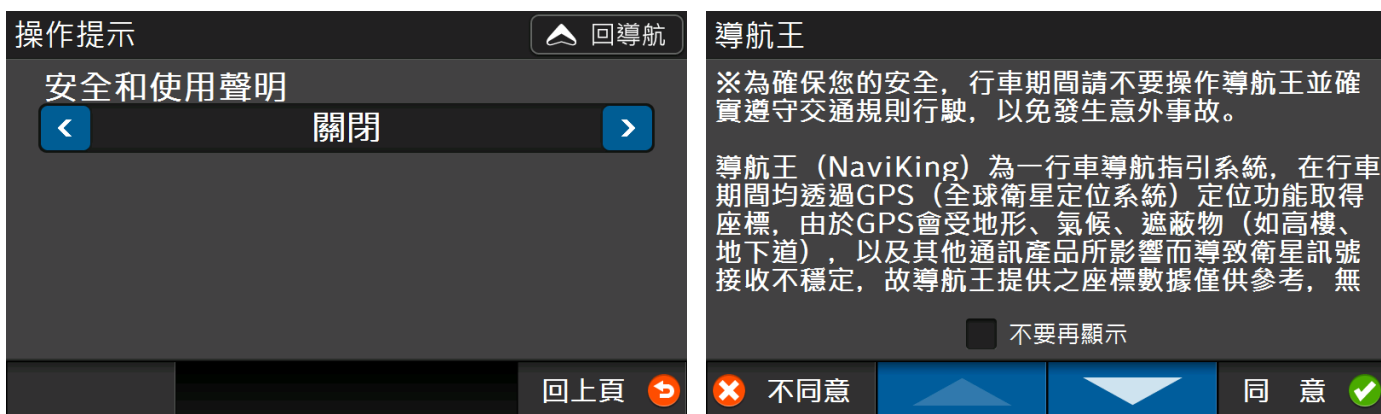 操作提示
回導航
安全和使用聲明
關閉
回上頁
導航王
※為確保您的安全，行車期間請不要操作導航王並確
實遵守交通規則行駛，以免發生意外事故。
導航王（NaviKing）為一行車導航指引系統，在行車
期間均透過GPS（全球衛星定位系統）定位功能取得
座標，由於GPS會受地形、氣候、遮蔽物（如高樓、
地下道），以及其他通訊產品所影響而導致衛星訊號
接收不穩定，故導航王提供之座標數據僅供參考，無
不要再顯示
不同意
同 意